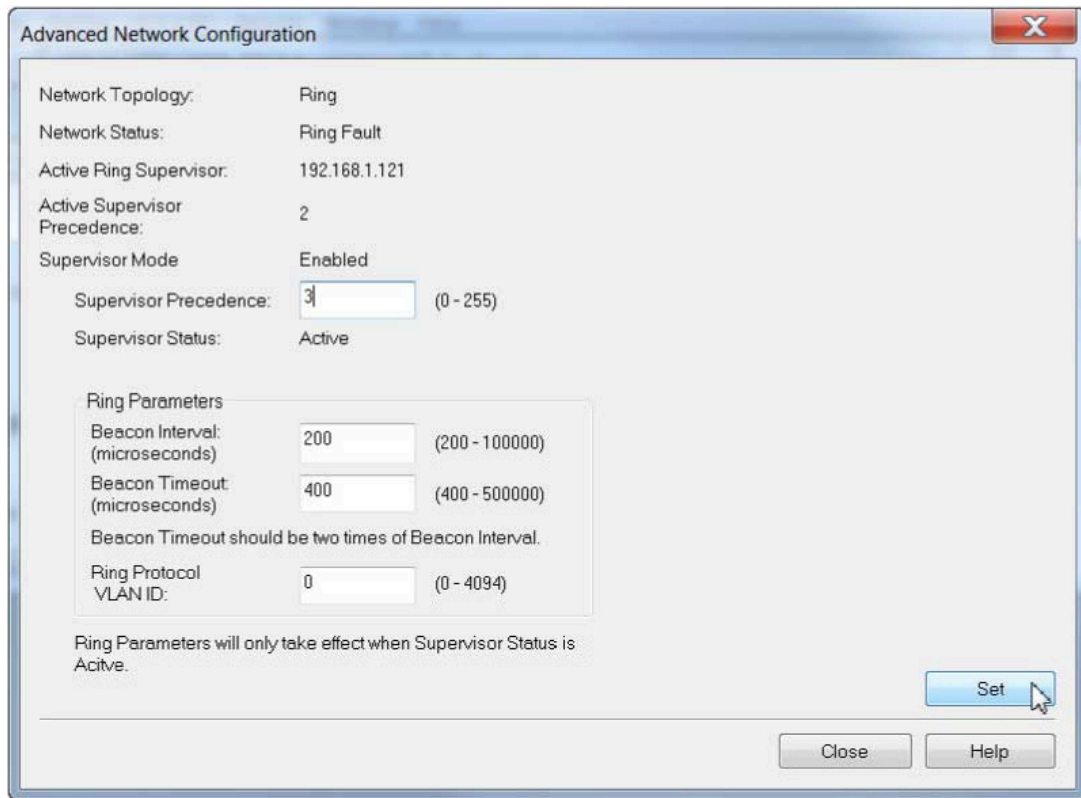 Advanced Network Configuration
Network Topology: Ring
Network Status: Ring Fault
Active Ring Supervisor: 192.168.1.121
Active Supervisor
Precedence: 2
Supervisor Mode Enabled
Supervisor Precedence: 3 (0 - 255)
Supervisor Status: Active
Ring Parameters
Beacon Interval: 200 (200 - 100000)
(microseconds)
Beacon Timeout: 400 (400 - 500000)
(microseconds)
Beacon Timeout should be two times of Beacon Interval.
Ring Protocol
VLAN ID: 0 (0 - 4094)
Ring Parameters will only take effect when Supervisor Status is
Acitve.
Set
Close Help